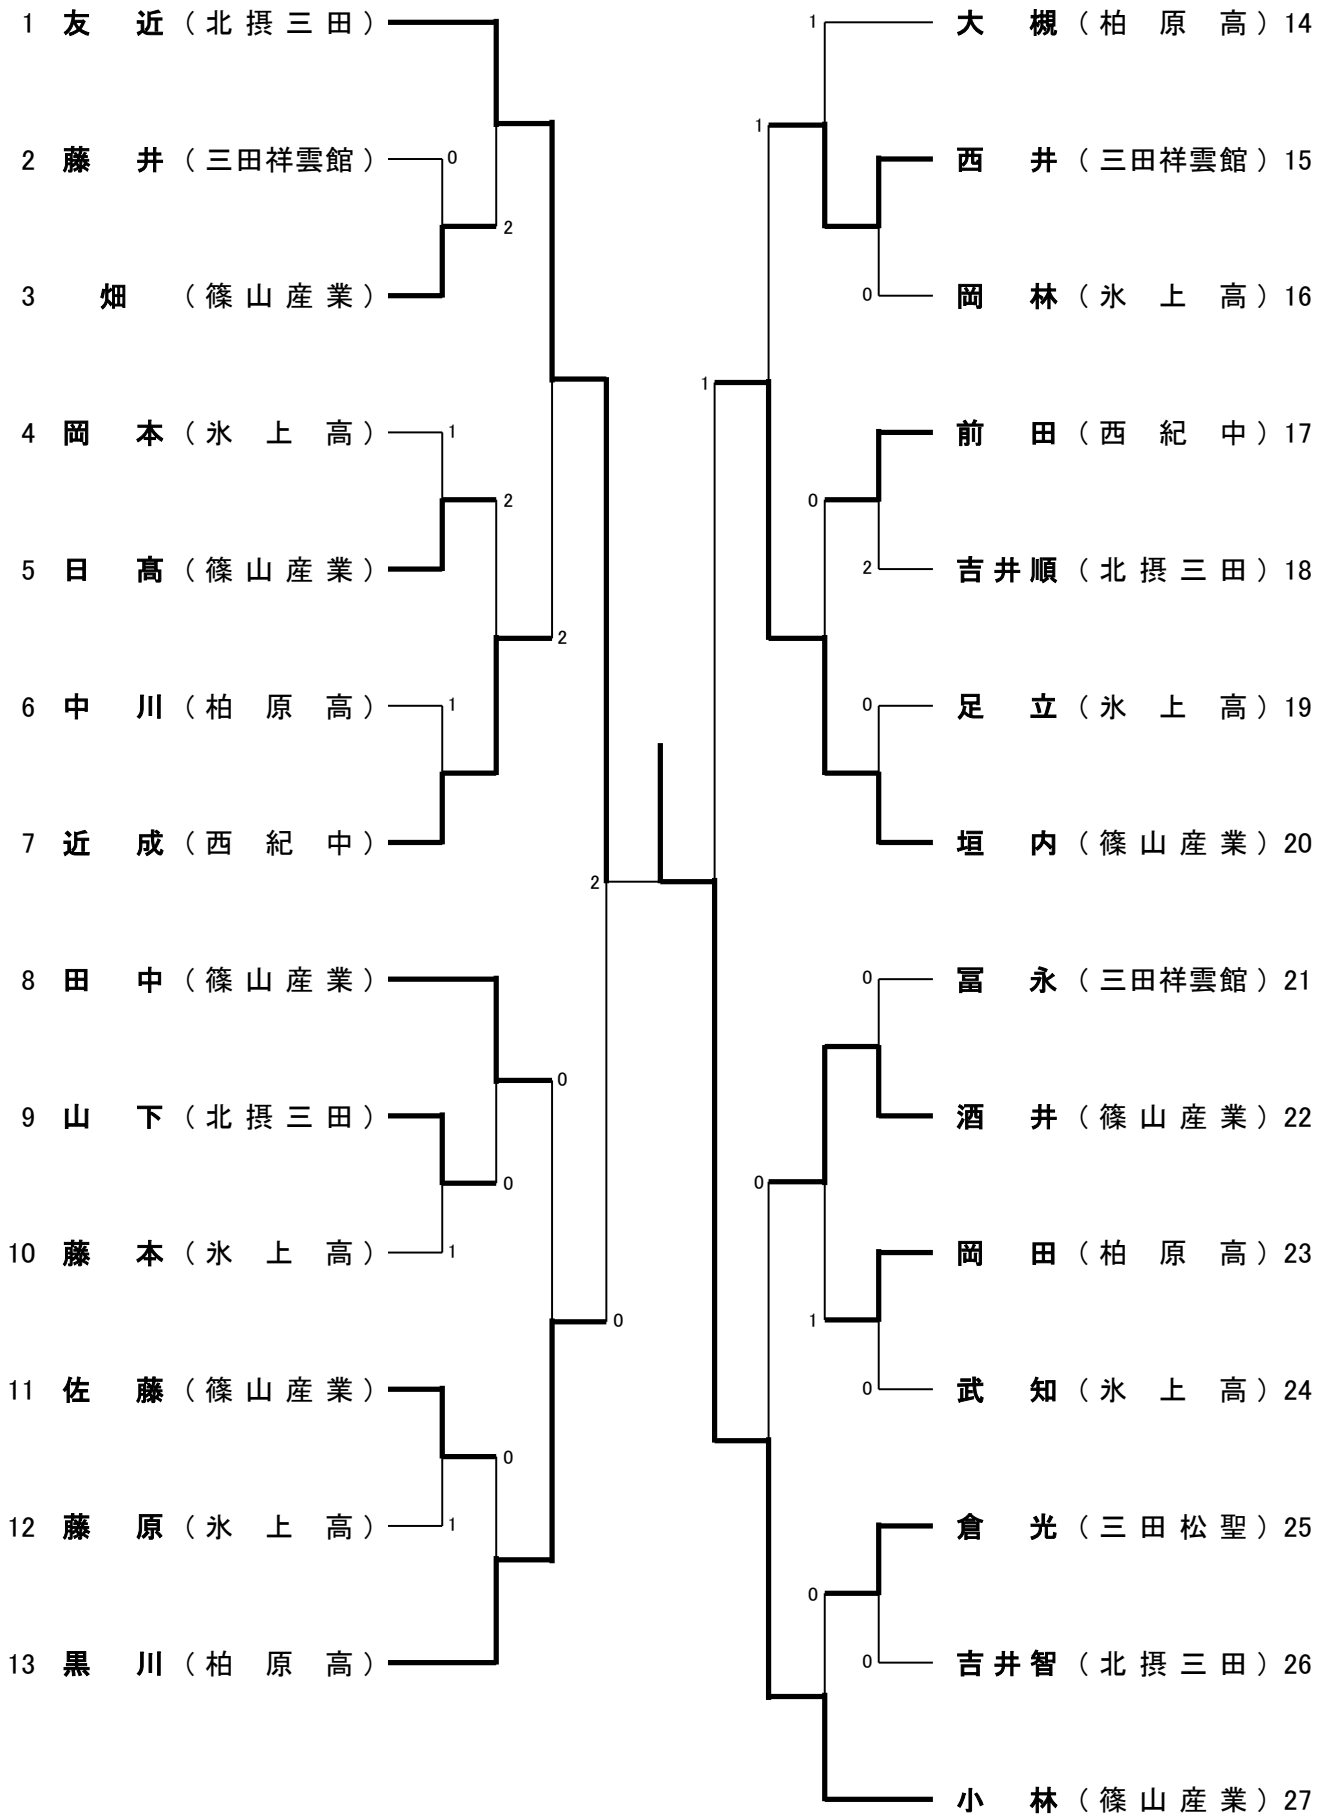 1 友近 (北摂三田)
2 藤井 (三田祥雲館)
0
2
3 畑 (篠山産業)
4 岡本 (氷上高)
1
2
5 日髙 (篠山産業)
2
6 中川 (柏原高)
1
7 近成 (西紀中)
2
8 田中 (篠山産業)
0
9 山下 (北摂三田)
0
10 藤本 (氷上高)
1
0
11 佐藤 (篠山産業)
0
12 藤原 (氷上高)
1
13 黒川 (柏原高)
1
大槻 (柏原高) 14
1
西井 (三田祥雲館) 15
0
岡林 (氷上高) 16
1
前田 (西紀中) 17
0
2
吉井順 (北摂三田) 18
0
足立 (氷上高) 19
垣内 (篠山産業) 20
0
冨永 (三田祥雲館) 21
酒井 (篠山産業) 22
0
岡田 (柏原高) 23
1
0
武知 (氷上高) 24
倉光 (三田松聖) 25
0
0
吉井智 (北摂三田) 26
小林 (篠山産業) 27